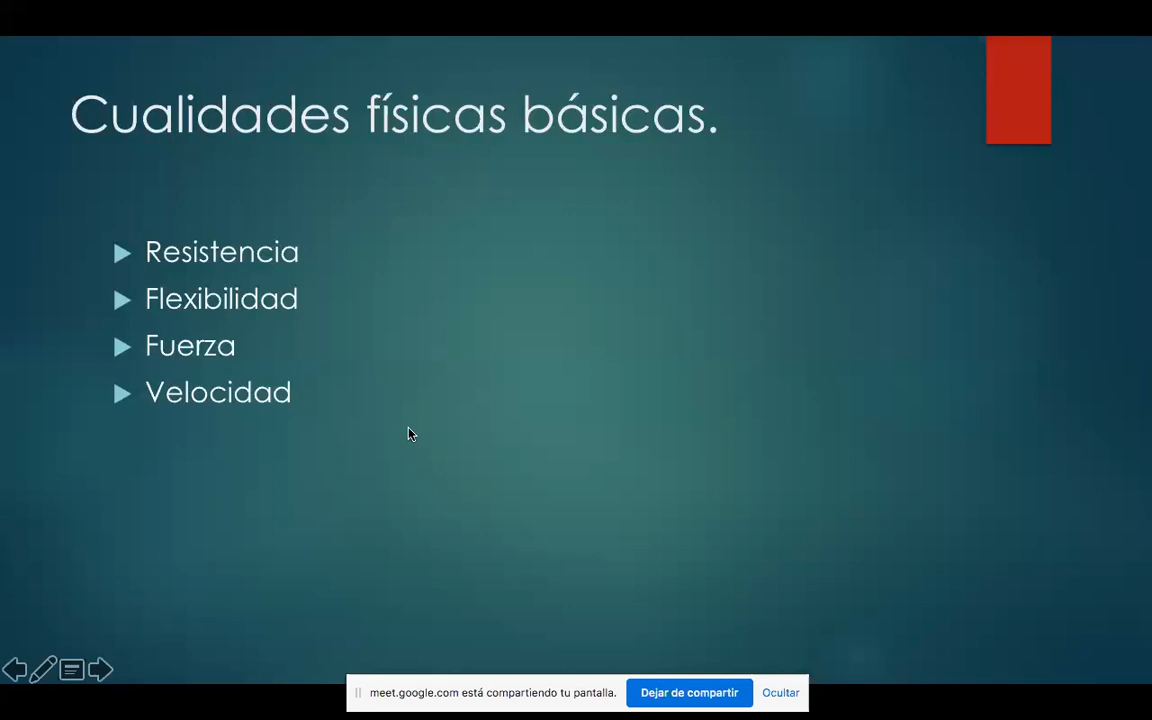 Cualidades físicas básicas.
Resistencia
Flexibilidad
Fuerza
Velocidad
meet.google.com está compartiendo tu pantalla. Dejar de compartir Ocultar